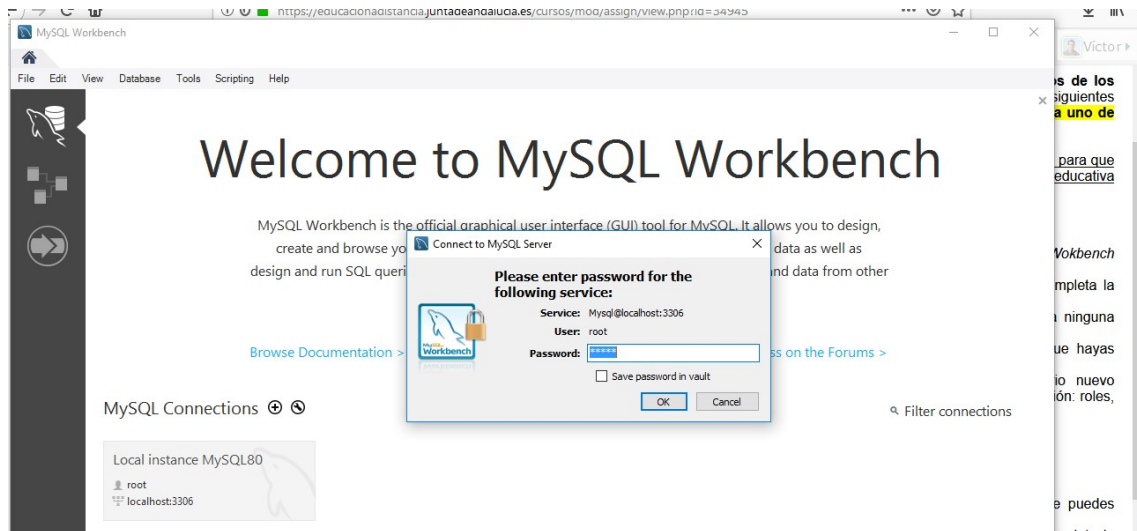 https://educacionadistancia.juntadeandalucia.es/cursos/mod/assign/view.php?id=34945
MySQL Workbench
Victor
File Edit View Database Tools Scripting Help
os de los
siguientes
a uno de
Welcome to MySQL Workbench
para que
educativa
MySQL Workbench is the official graphical user interface (GUI) tool for MySQL. It allows you to design,
create and browse yo
data as well as
design and run SQL queri
and data from other
Connect to MySQL Server
Please enter password for the
following service:
Service: Mysql@localhost:3306
User: root
Password: *****
Save password in vault
OK Cancel
MySQL
Workbench
Wokbench
mpleta la
ninguna
Browse Documentation >
ss on the Forums >
ue hayas
io nuevo
ión: roles,
MySQL Connections
Filter connections
Local instance MySQL80
root
localhost:3306
e puedes